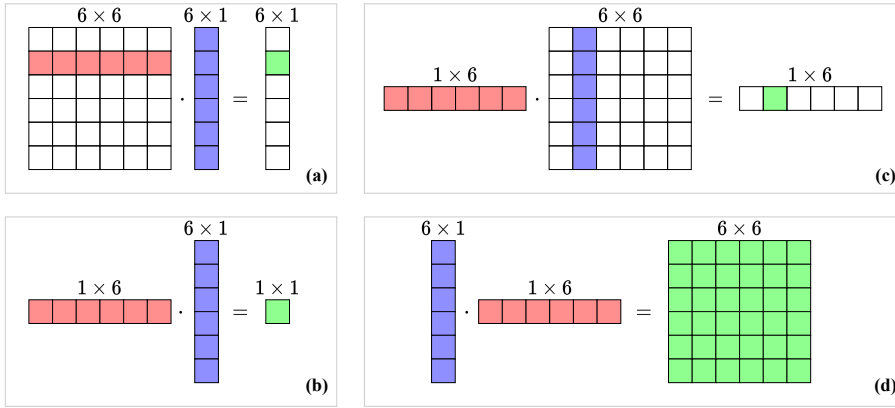 6 × 6 6 × 1 6 × 1
· =
(a)
6 × 6
1 × 6 1 × 6
· =
(c)
6 × 1
1 × 6 1 × 1
· =
(b)
6 × 1 6 × 6
1 × 6
· =
(d)